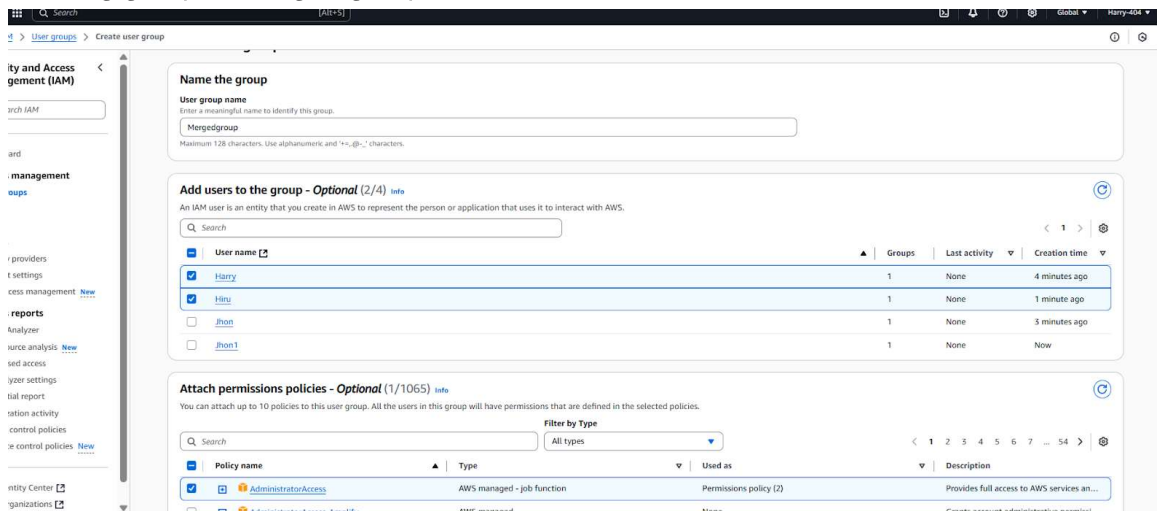 Search [Alt+S] Global Harry-404
M > User groups > Create user group
ity and Access
gement (IAM)
arch IAM
ard
management
oups
providers
t settings
cess management New
reports
Analyzer
urce analysis New
sed access
lyzer settings
tial report
zation activity
control policies
ce control policies New
entity Center
ganizations
Name the group
User group name
Enter a meaningful name to identify this group.
Mergedgroup
Maximum 128 characters. Use alphanumeric and '+=,.@-_' characters.
Add users to the group - Optional (2/4) Info
An IAM user is an entity that you create in AWS to represent the person or application that uses it to interact with AWS.
Search
1
User name Groups Last activity Creation time
Harry 1 None 4 minutes ago
Hiru 1 None 1 minute ago
Jhon 1 None 3 minutes ago
Jhon1 1 None Now
Attach permissions policies - Optional (1/1065) Info
You can attach up to 10 policies to this user group. All the users in this group will have permissions that are defined in the selected policies.
Filter by Type
Search All types 1 2 3 4 5 6 7 ... 54
Policy name Type Used as Description
AdministratorAccess AWS managed - job function Permissions policy (2) Provides full access to AWS services an...